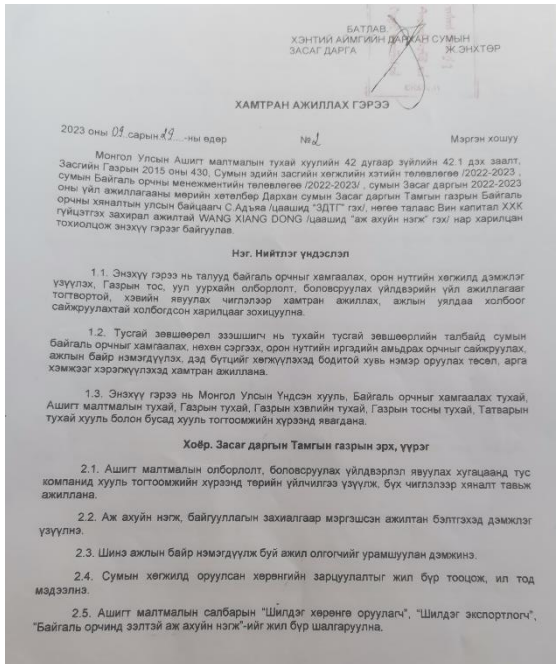 БАТЛАВ.
ХЭНТИЙ АЙМГИЙН ДАРХАН СУМЫН
ЗАСАГ ДАРГА Ж.ЭНХТӨР
ХАМТРАН АЖИЛЛАХ ГЭРЭЭ
2023 оны 09 сарын 29 -ны өдөр №2 Мэргэн хошуу
Монгол Улсын Ашигт малтмалын тухай хуулийн 42 дугаар зүйлийн 42.1 дэх заалт,
Засгийн Газрын 2015 оны 430, Сумын эдийн засгийн хөгжлийн хэтийн төлөвлөгөө /2022-2023 ,
сумын Байгаль орчны менежментийн төлөвлөгөө /2022-2023/ , сумын Засаг даргын 2022-2023
оны үйл ажиллагааны мөрийн хөтөлбөр Дархан сумын Засаг даргын Тамгын газрын Байгаль
орчны хяналтын улсын байцаагч С.Адъяа /цаашид "ЗДТГ" гэх/, нөгөө талаас Вин капитал ХХК
гүйцэтгэх захирал ажилтай WANG XIANG DONG /цаашид "аж ахуйн нэгж" гэх/ нар харилцан
тохиолцож энэхүү гэрээг байгуулав.
Нэг. Нийтлэг үндэслэл
1.1. Энэхүү гэрээ нь талууд байгаль орчныг хамгаалах, орон нутгийн хөгжилд дэмжлэг
үзүүлэх, Газрын тос, уул уурхайн олборлолт, боловсруулах үйлдвэрийн үйл ажиллагааг
тогтвортой, хэвийн явуулах чиглэлээр хамтран ажиллах, ажлын уялдаа холбоог
сайжруулахтай холбогдсон харилцааг зохицуулна.
1.2. Тусгай зөвшөөрөл эзэшшигч нь тухайн тусгай зөвшөөрлийн талбайд сумын
байгаль орчныг хамгаалах, нөхөн сэргээх, орон нутгийн иргэдийн амьдрах орчныг сайжруулах,
ажлын байр нэмэгдүүлэх, дэд бүтцийг хөгжүүлэхэд бодитой хувь нэмэр оруулах төсөл, арга
хэмжээг хэрэгжүүлэхэд хамтран ажиллана.
1.3. Энэхүү гэрээ нь Монгол Улсын Үндсэн хууль, Байгаль орчныг хамгаалах тухай,
Ашигт малтмалын тухай, Газрын тухай, Газрын хэвлийн тухай, Газрын тосны тухай, Татварын
тухай хууль болон бусад хууль тогтоомжийн хүрээнд явагдана.
Хоёр. Засаг даргын Тамгын газрын эрх, үүрэг
2.1. Ашигт малтмалын олборлолт, боловсруулах үйлдвэрлэл явуулах хугацаанд тус
компанид хууль тогтоомжийн хүрээнд төрийн үйлчилгээ үзүүлж, бүх чиглэлээр хяналт тавьж
ажиллана.
2.2. Аж ахуйн нэгж, байгууллагын захиалгаар мэргэшсэн ажилтан бэлтгэхэд дэмжлэг
үзүүлнэ.
2.3. Шинэ ажлын байр нэмэгдүүлж буй ажил олгогчийг урамшуулан дэмжинэ.
2.4. Сумын хөгжилд оруулсан хөрөнгийн зарцуулалтыг жил бүр тооцож, ил тод
мэдээлнэ.
2.5. Ашигт малтмалын салбарын "Шилдэг хөрөнгө оруулагч", "Шилдэг экспортлогч",
"Байгаль орчинд ээлтэй аж ахуйн нэгж"-ийг жил бүр шалгаруулна.